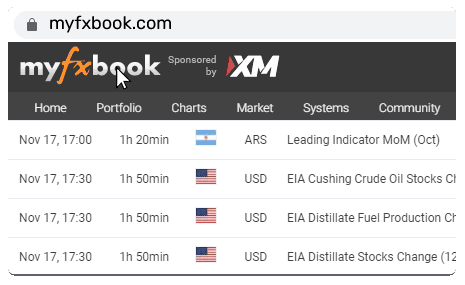 myfxbook.com
myfxbook Sponsored by XM
Home Portfolio Charts Market Systems Community
Nov 17, 17:00 1h 20min ARS Leading Indicator MoM (Oct)
Nov 17, 17:30 1h 50min USD EIA Cushing Crude Oil Stocks Ch
Nov 17, 17:30 1h 50min USD EIA Distillate Fuel Production Ch
Nov 17, 17:30 1h 50min USD EIA Distillate Stocks Change (12